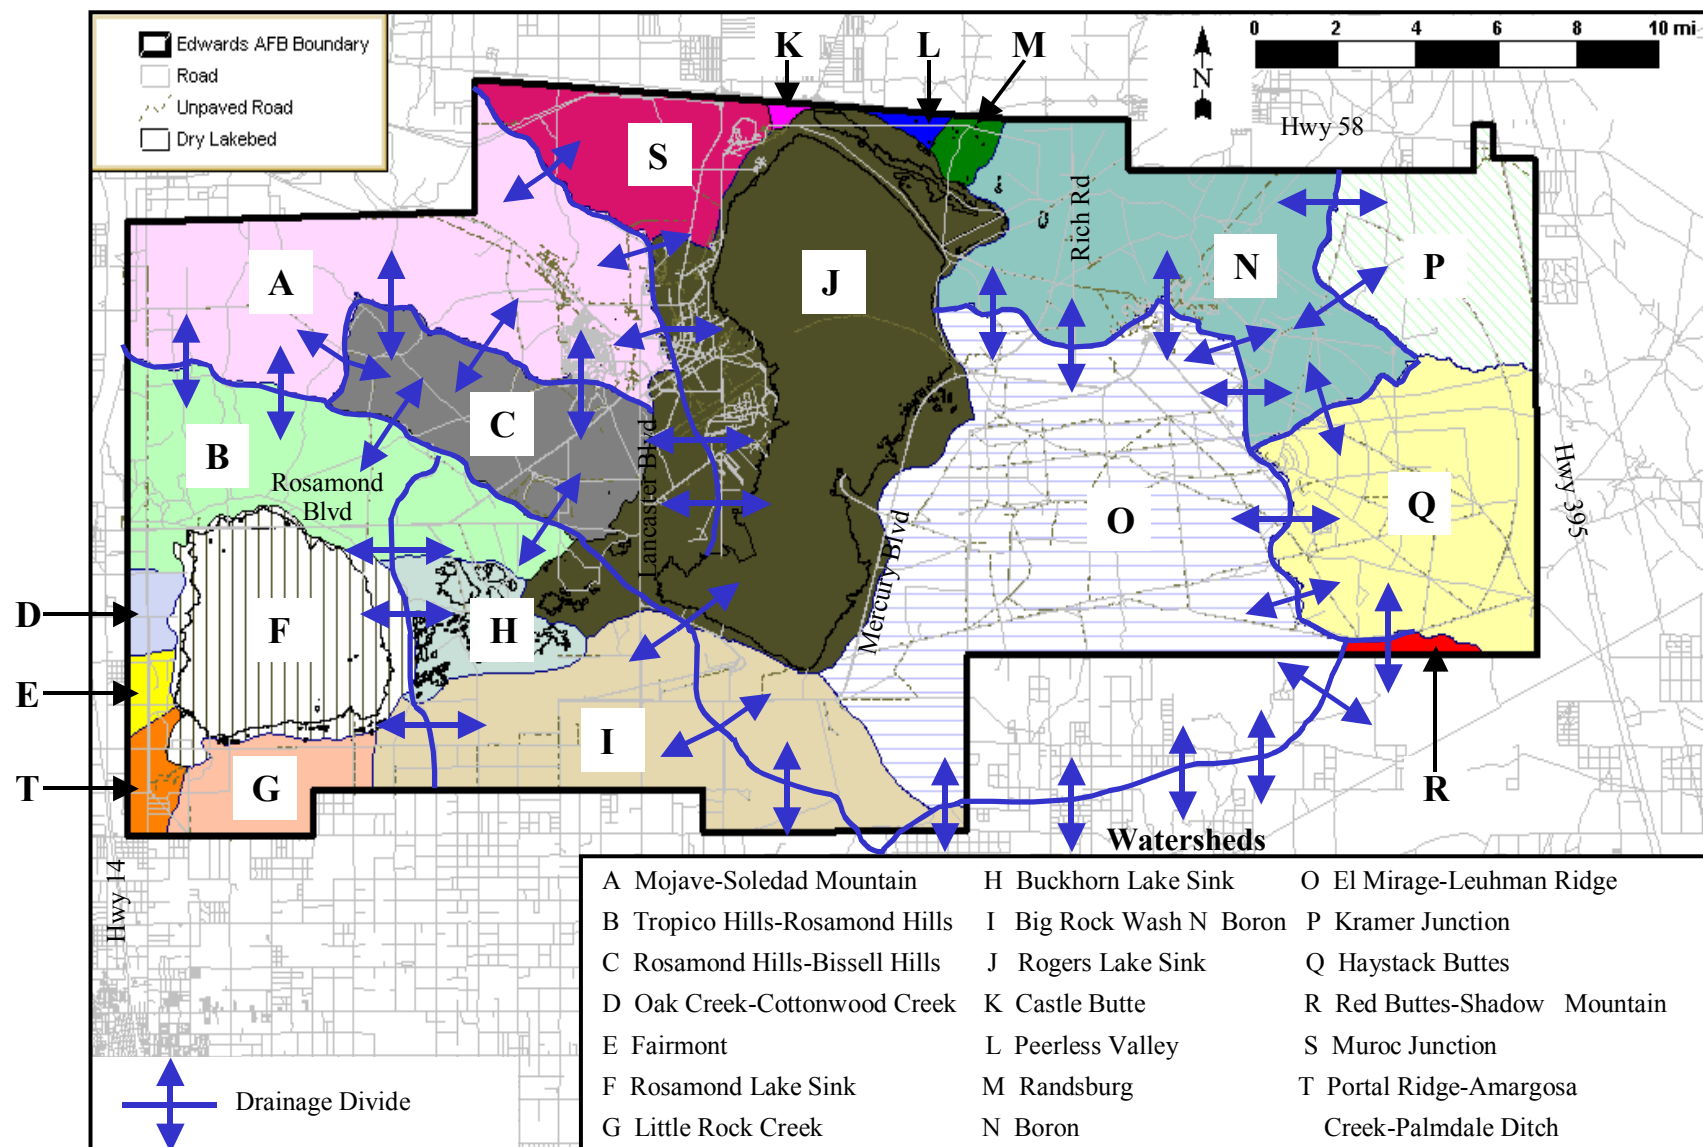 Edwards AFB Boundary
Road
Unpaved Road
Dry Lakebed
K
L
M
0 2 4 6 8 10 mi
N
Hwy 58
S
Rich Rd
A
J
N
P
C
B
Rosamond
Blvd
Lancaster Blvd
Mercury Blvd
O
Q
Hwy 395
D
F
H
E
I
T
G
R
Hwy 14
Watersheds
A Mojave-Soledad Mountain
B Tropico Hills-Rosamond Hills
C Rosamond Hills-Bissell Hills
D Oak Creek-Cottonwood Creek
E Fairmont
F Rosamond Lake Sink
G Little Rock Creek
H Buckhorn Lake Sink
I Big Rock Wash N Boron
J Rogers Lake Sink
K Castle Butte
L Peerless Valley
M Randsburg
N Boron
O El Mirage-Leuhman Ridge
P Kramer Junction
Q Haystack Buttes
R Red Buttes-Shadow Mountain
S Muroc Junction
T Portal Ridge-Amargosa
Creek-Palmdale Ditch
Drainage Divide